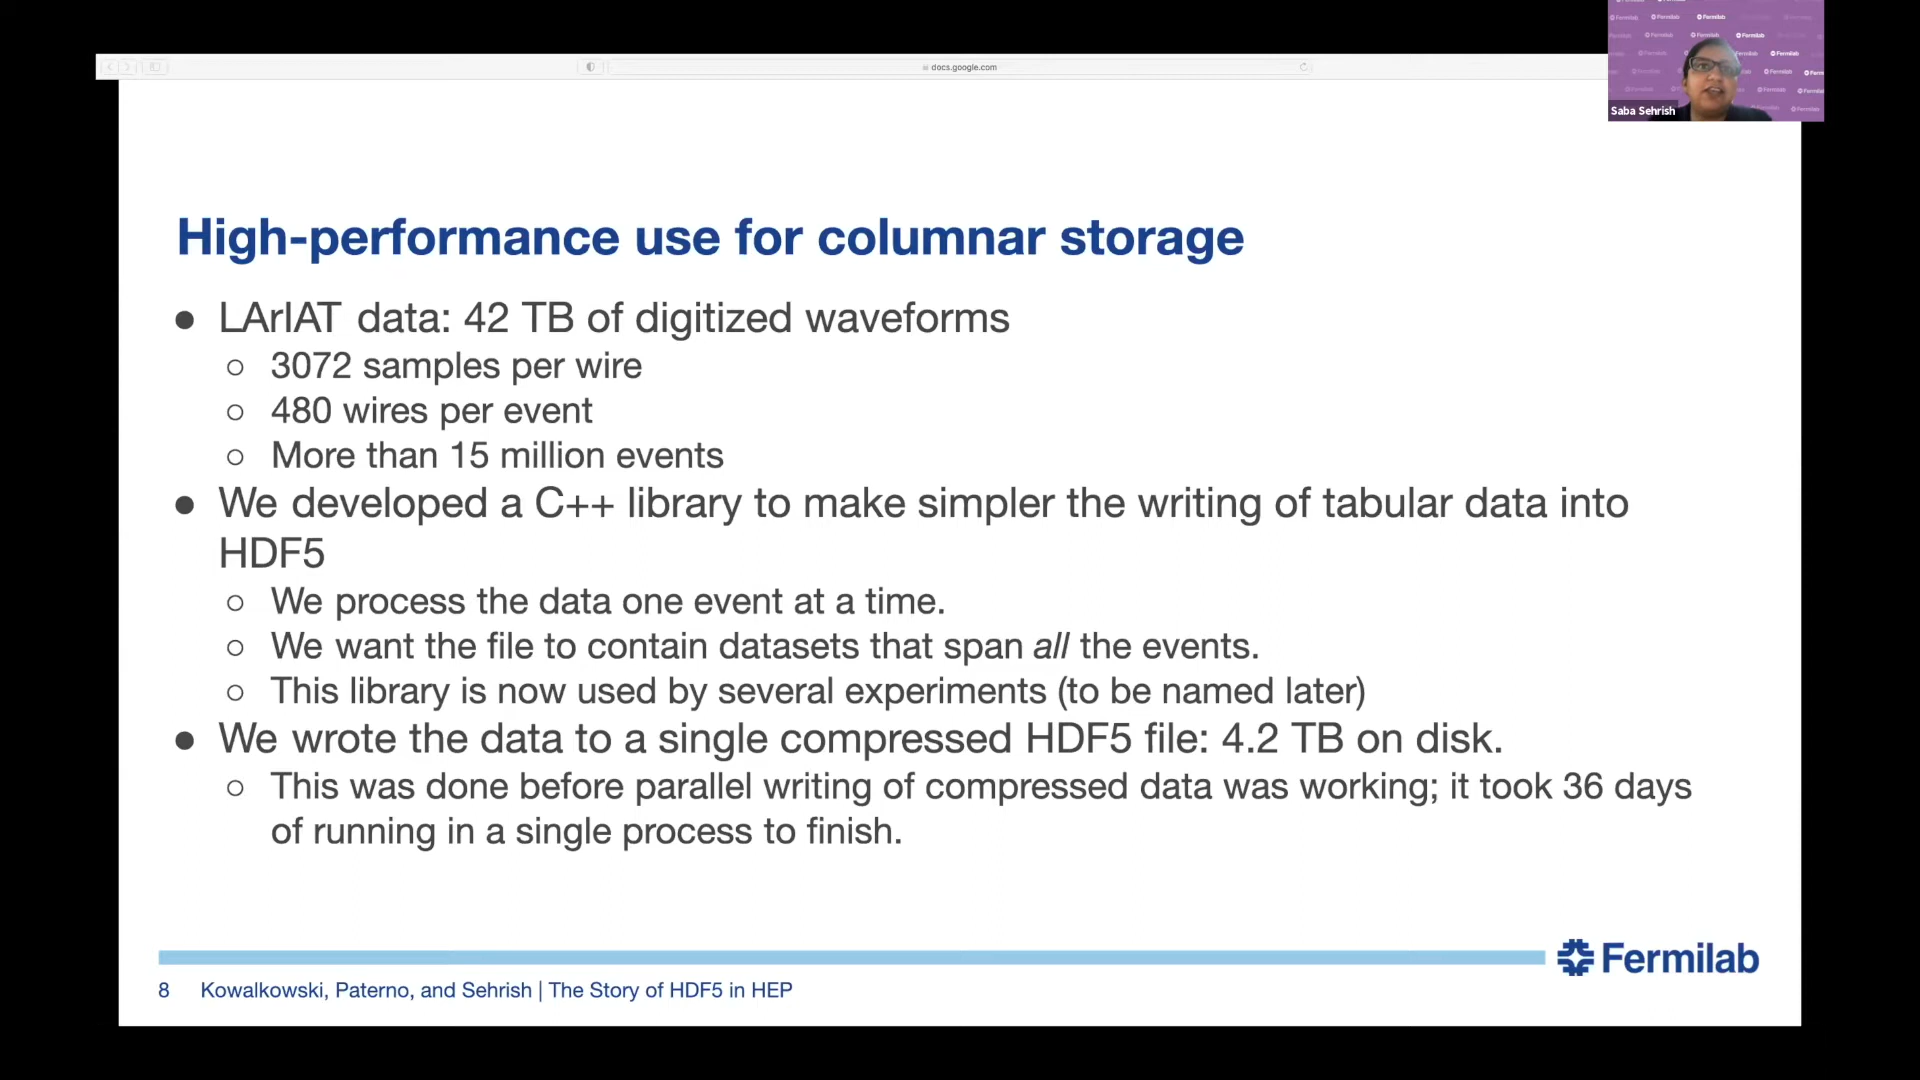 docs.google.com
Fermilab
Saba Sehrish
High-performance use for columnar storage
● LArIAT data: 42 TB of digitized waveforms
○ 3072 samples per wire
○ 480 wires per event
○ More than 15 million events
● We developed a C++ library to make simpler the writing of tabular data into
HDF5
○ We process the data one event at a time.
○ We want the file to contain datasets that span all the events.
○ This library is now used by several experiments (to be named later)
● We wrote the data to a single compressed HDF5 file: 4.2 TB on disk.
○ This was done before parallel writing of compressed data was working; it took 36 days
of running in a single process to finish.
Fermilab
8 Kowalkowski, Paterno, and Sehrish | The Story of HDF5 in HEP